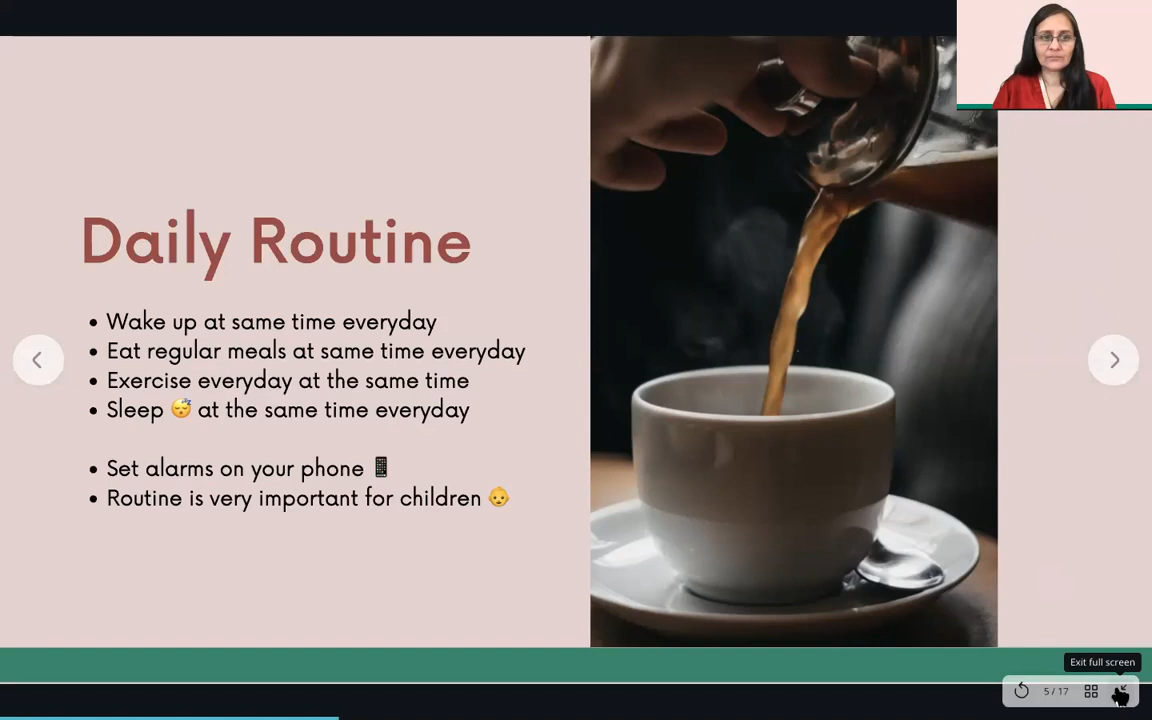 Daily Routine
• Wake up at same time everyday
• Eat regular meals at same time everyday
• Exercise everyday at the same time
• Sleep 😴 at the same time everyday
• Set alarms on your phone 📱
• Routine is very important for children 👶
Exit full screen
5 / 17